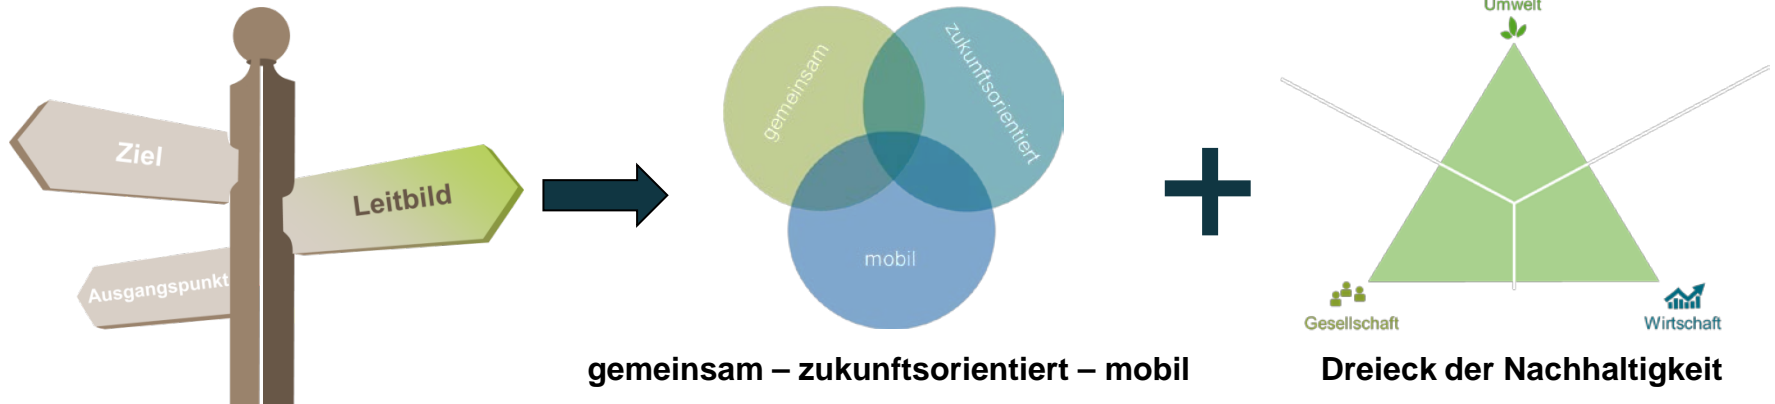 Ziel
Leitbild
Ausgangspunkt
gemeinsam
zukunftsorientiert
mobil
gemeinsam – zukunftsorientiert – mobil
Umwelt
Gesellschaft
Wirtschaft
Dreieck der Nachhaltigkeit